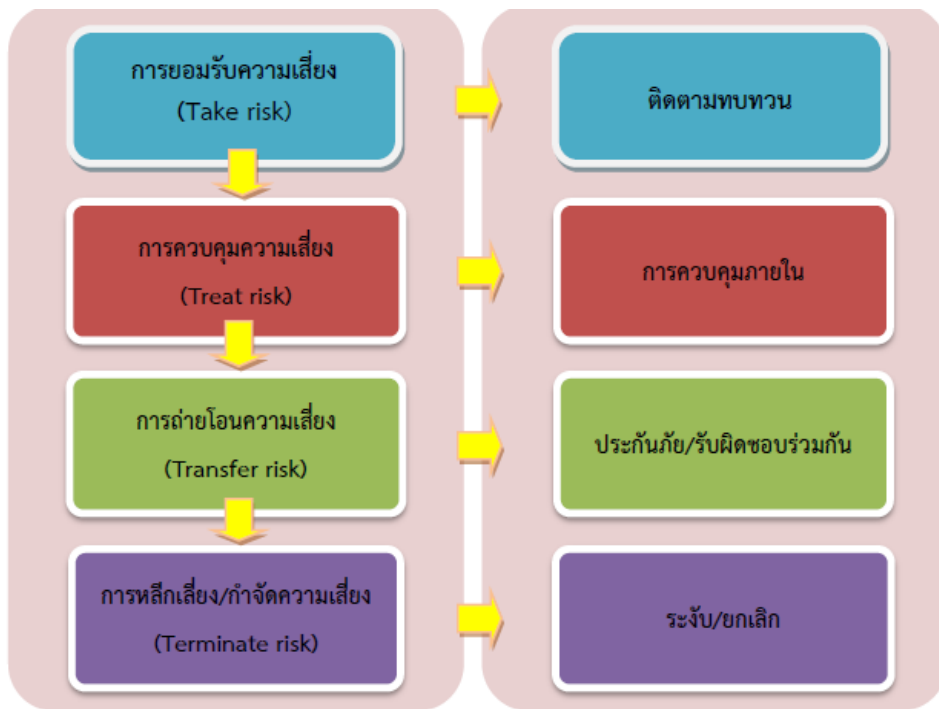 การยอมรับความเสี่ยง
(Take risk)
ติดตามทบทวน
การควบคุมความเสี่ยง
(Treat risk)
การควบคุมภายใน
การถ่ายโอนความเสี่ยง
(Transfer risk)
ประกันภัย/รับผิดชอบร่วมกัน
การหลีกเลี่ยง/กำจัดความเสี่ยง
(Terminate risk)
ระงับ/ยกเลิก